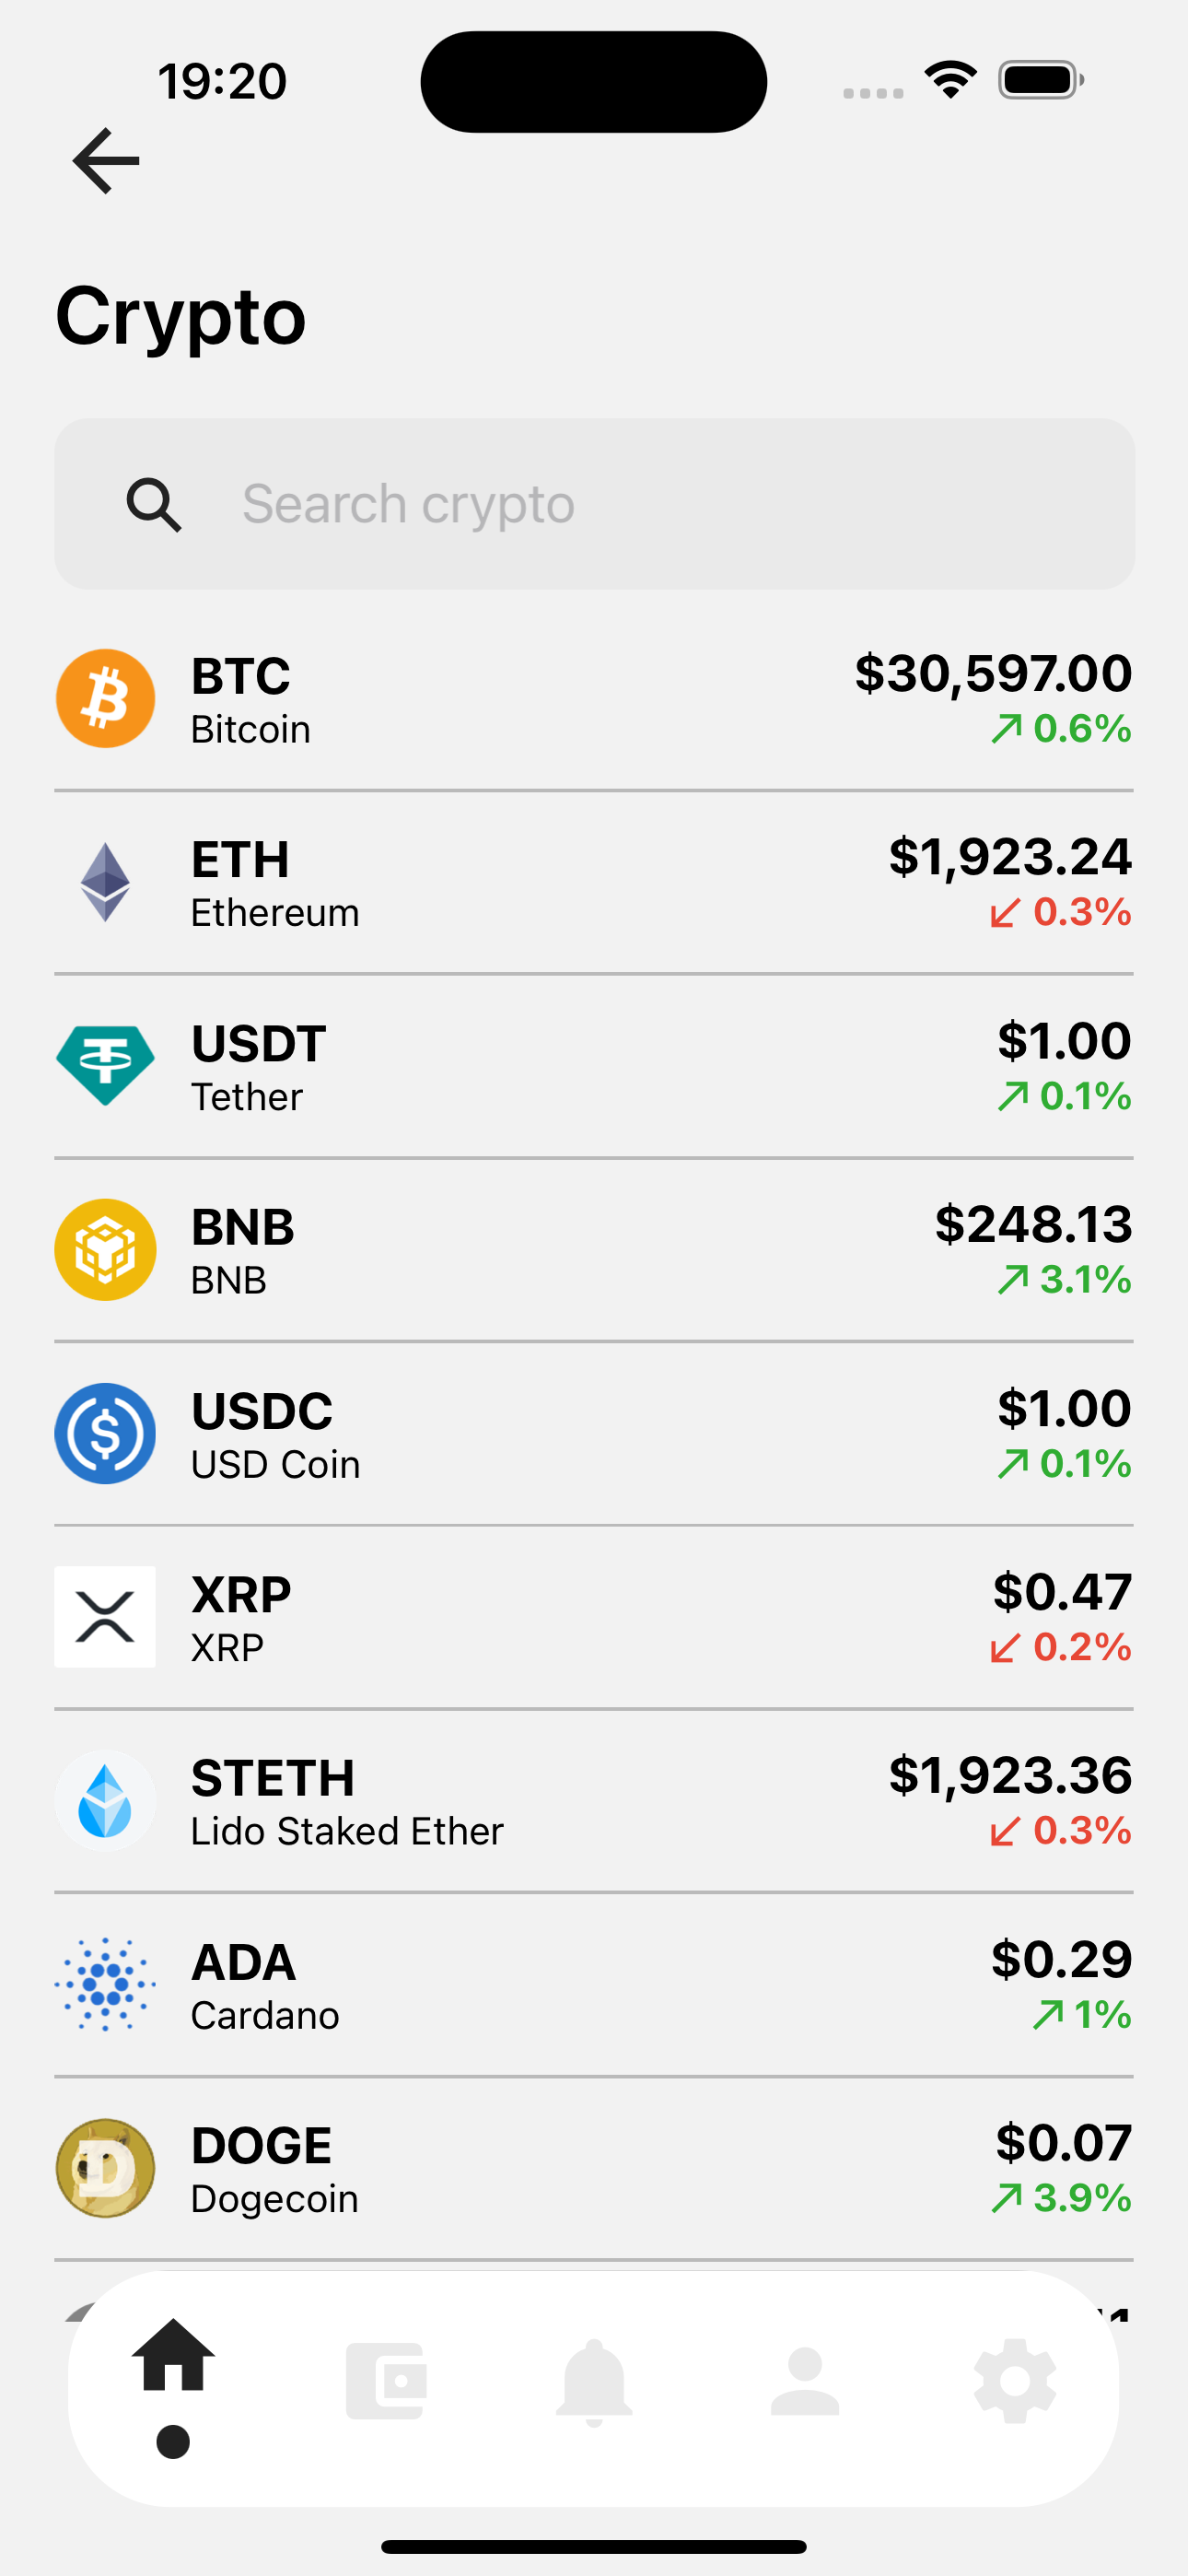 19:20
Crypto
Search crypto
BTC $30,597.00
Bitcoin 0.6%
ETH $1,923.24
Ethereum 0.3%
USDT $1.00
Tether 0.1%
BNB $248.13
BNB 3.1%
USDC $1.00
USD Coin 0.1%
XRP $0.47
XRP 0.2%
STETH $1,923.36
Lido Staked Ether 0.3%
ADA $0.29
Cardano 1%
DOGE $0.07
Dogecoin 3.9%